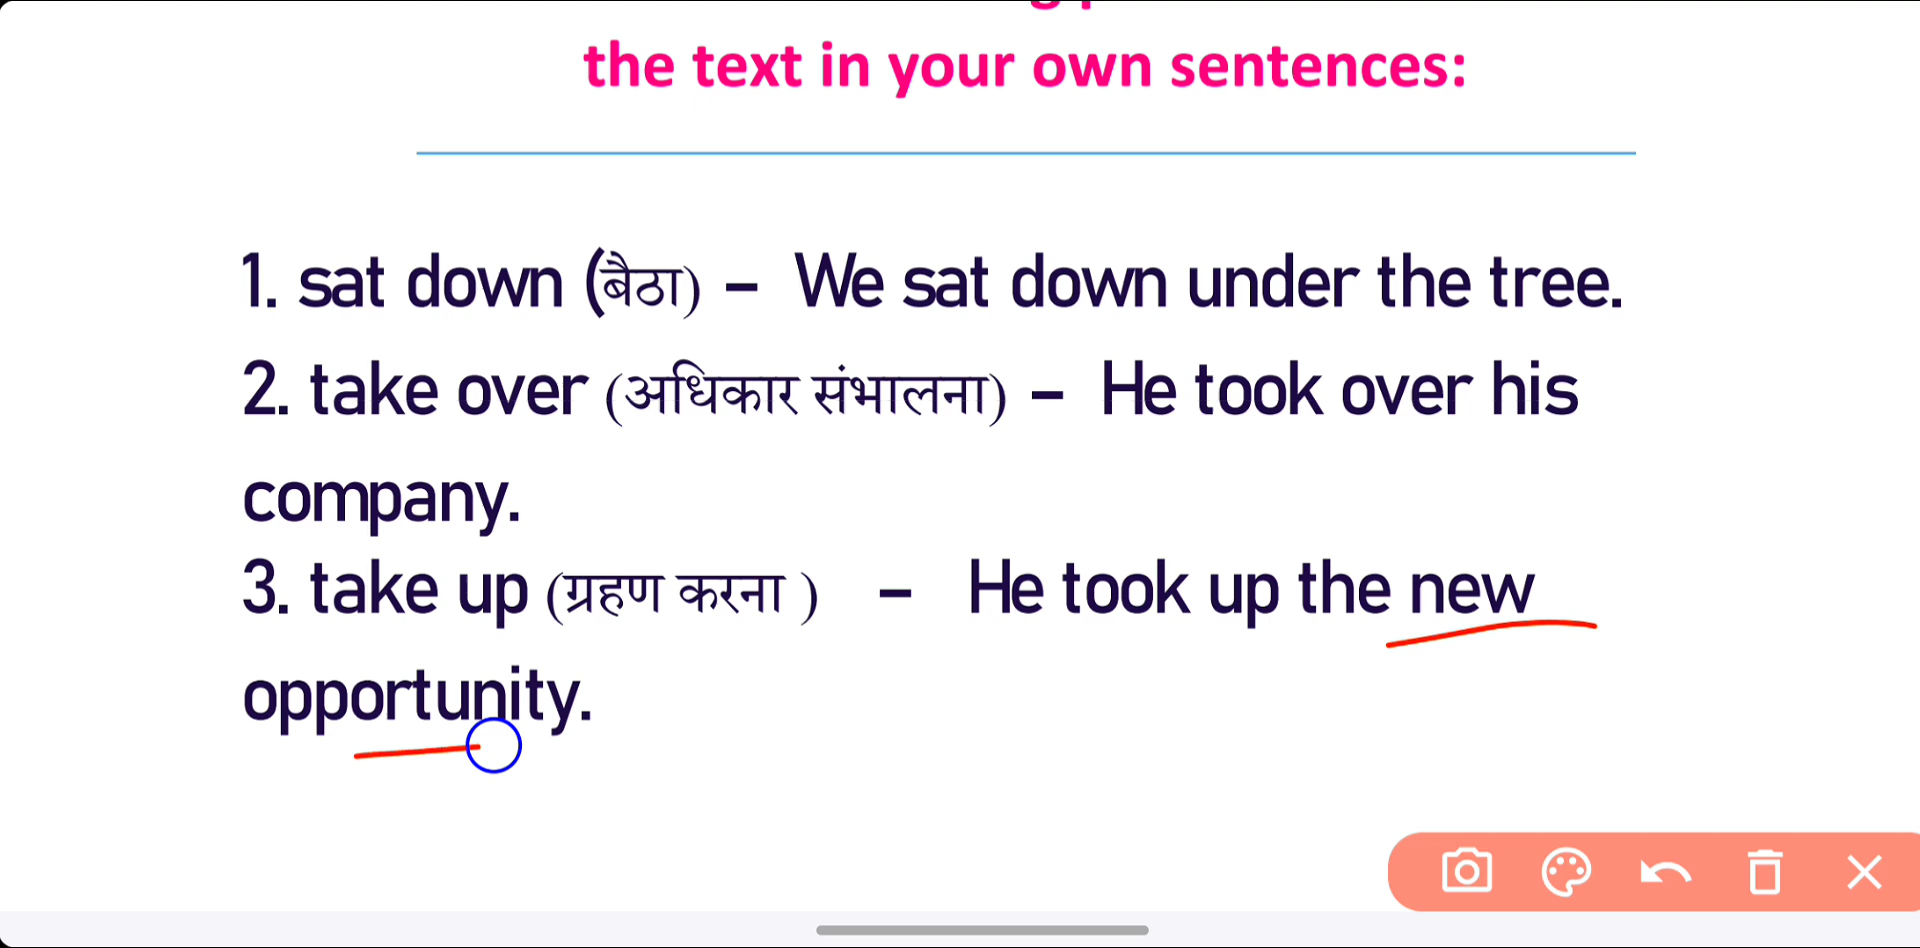 the text in your own sentences:
1. sat down (बैठा) – We sat down under the tree.
2. take over (अधिकार संभालना) – He took over his
company.
3. take up (ग्रहण करना ) – He took up the new
opportunity.